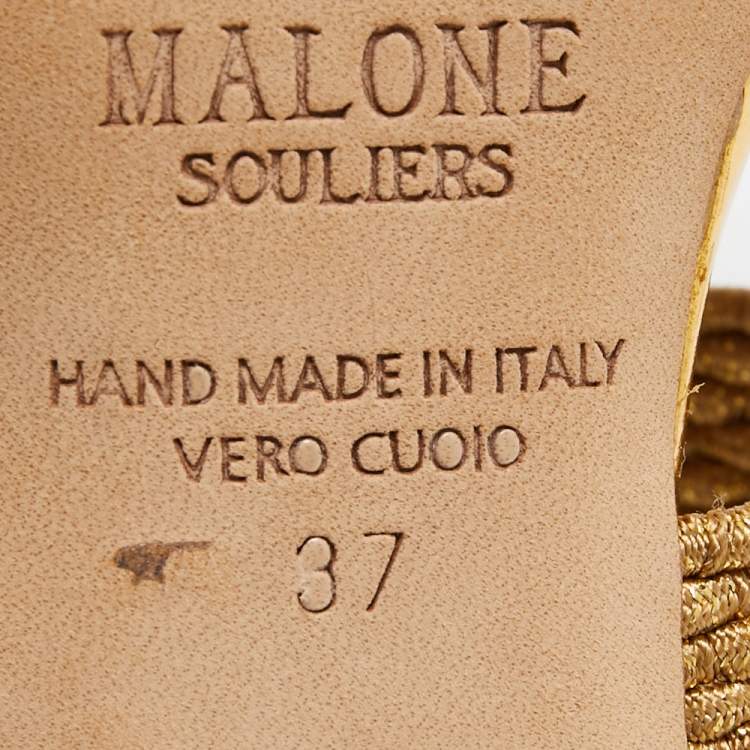 MALONE
SOULIERS
HAND MADE IN ITALY
VERO CUOIO
37